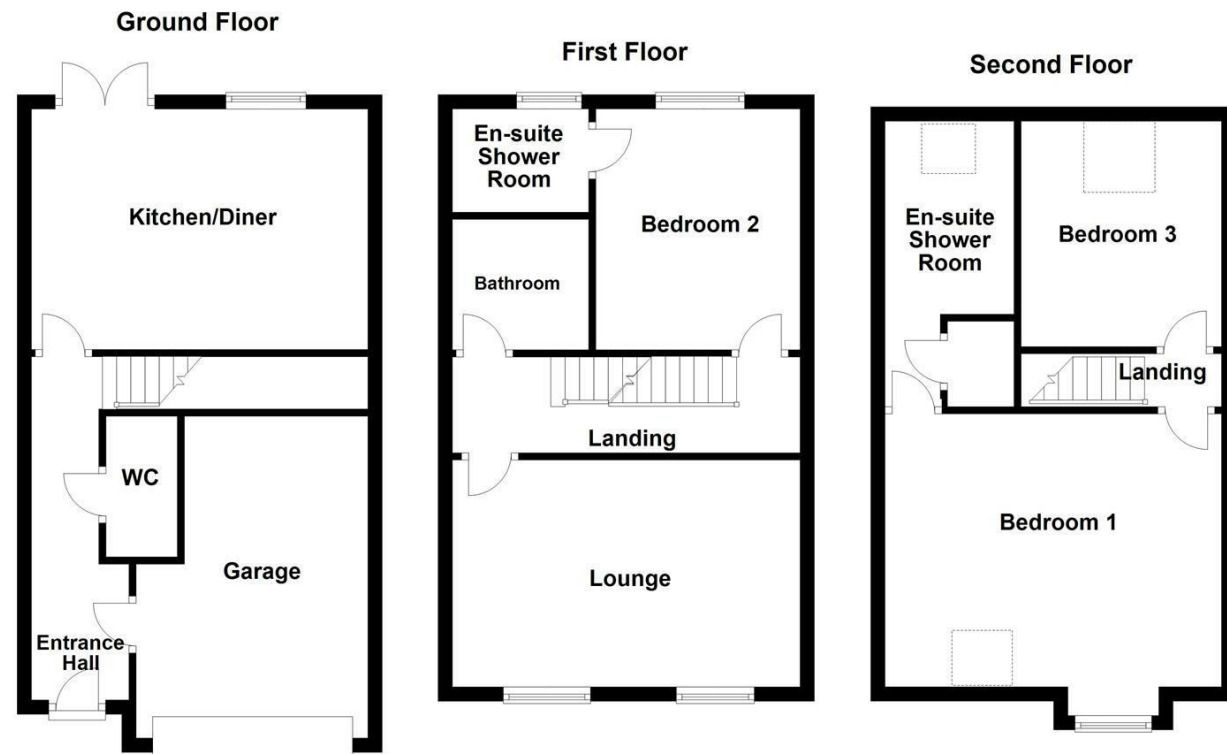 Ground Floor
Kitchen/Diner
WC
Garage
Entrance
Hall
First Floor
En-suite
Shower
Room
Bedroom 2
Bathroom
Landing
Lounge
Second Floor
En-suite
Shower
Room
Bedroom 3
Landing
Bedroom 1